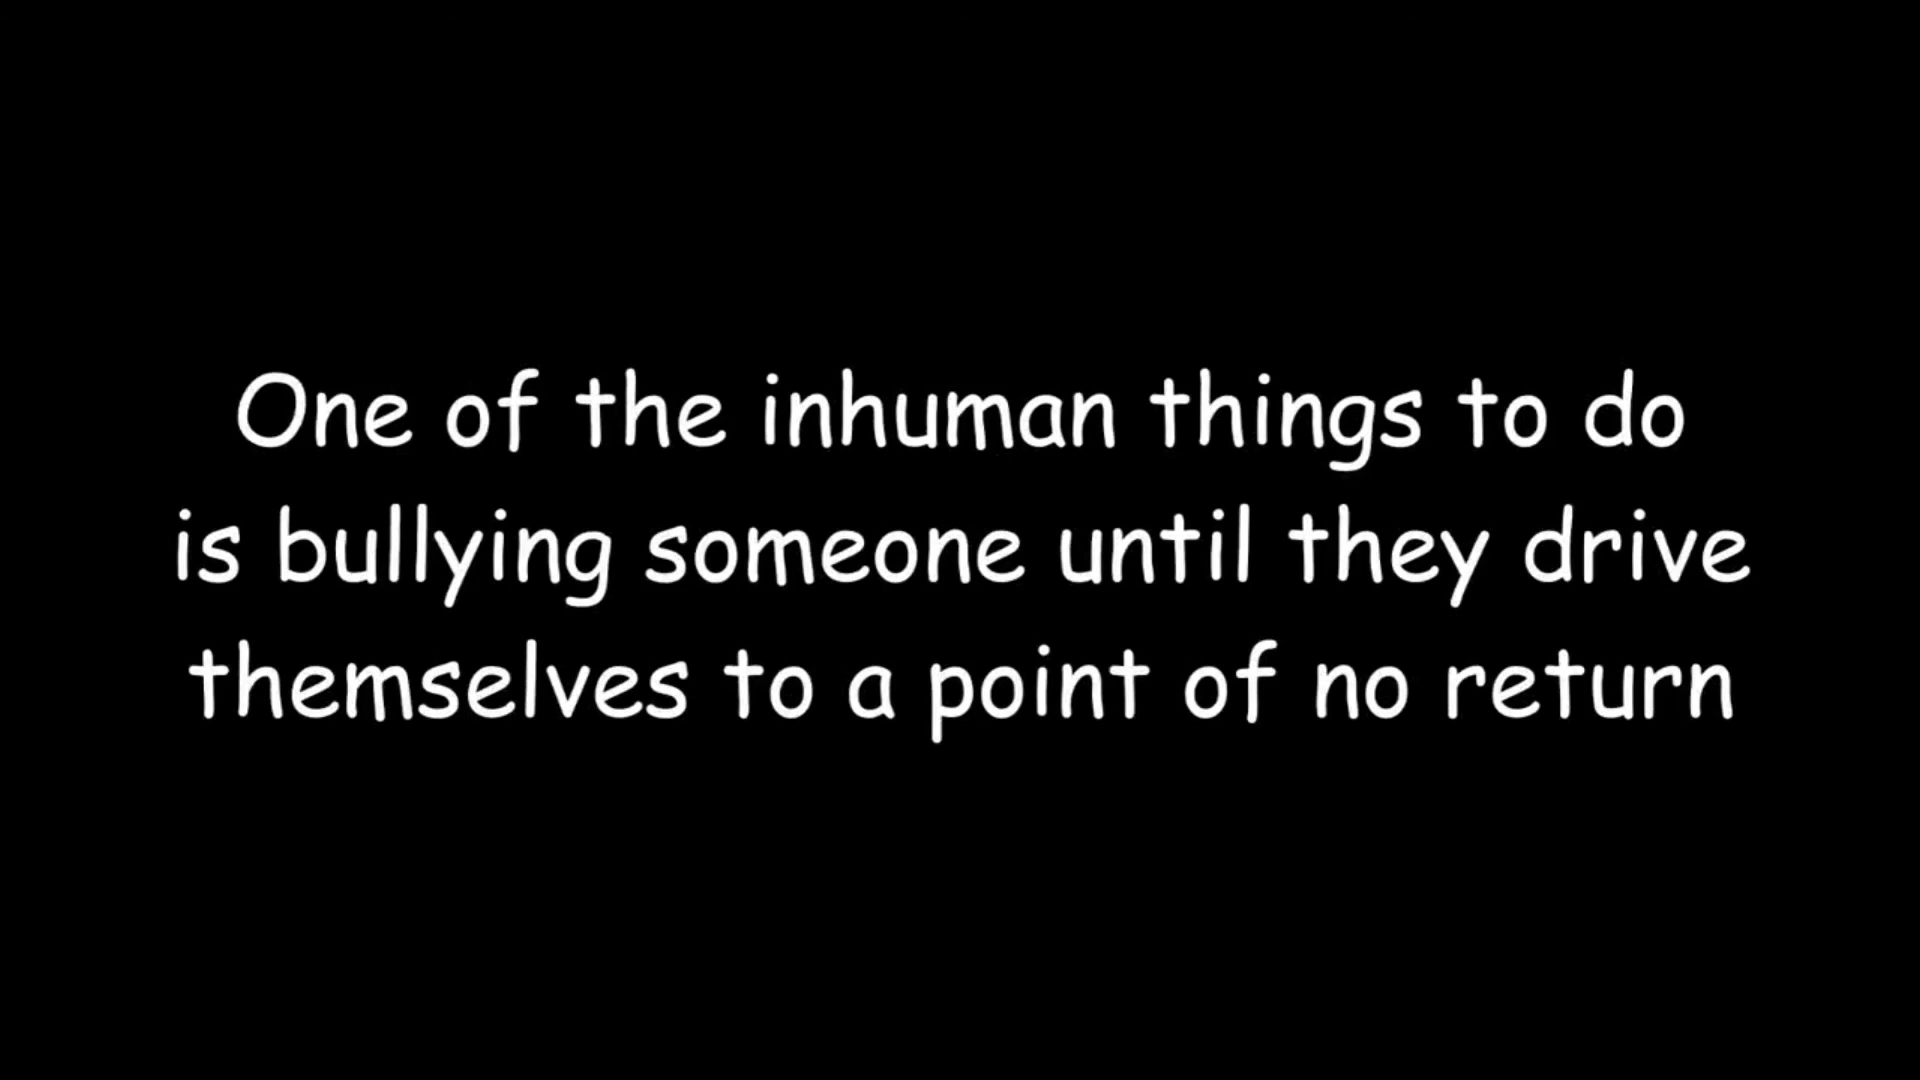 One of the inhuman things to do
is bullying someone until they drive
themselves to a point of no return